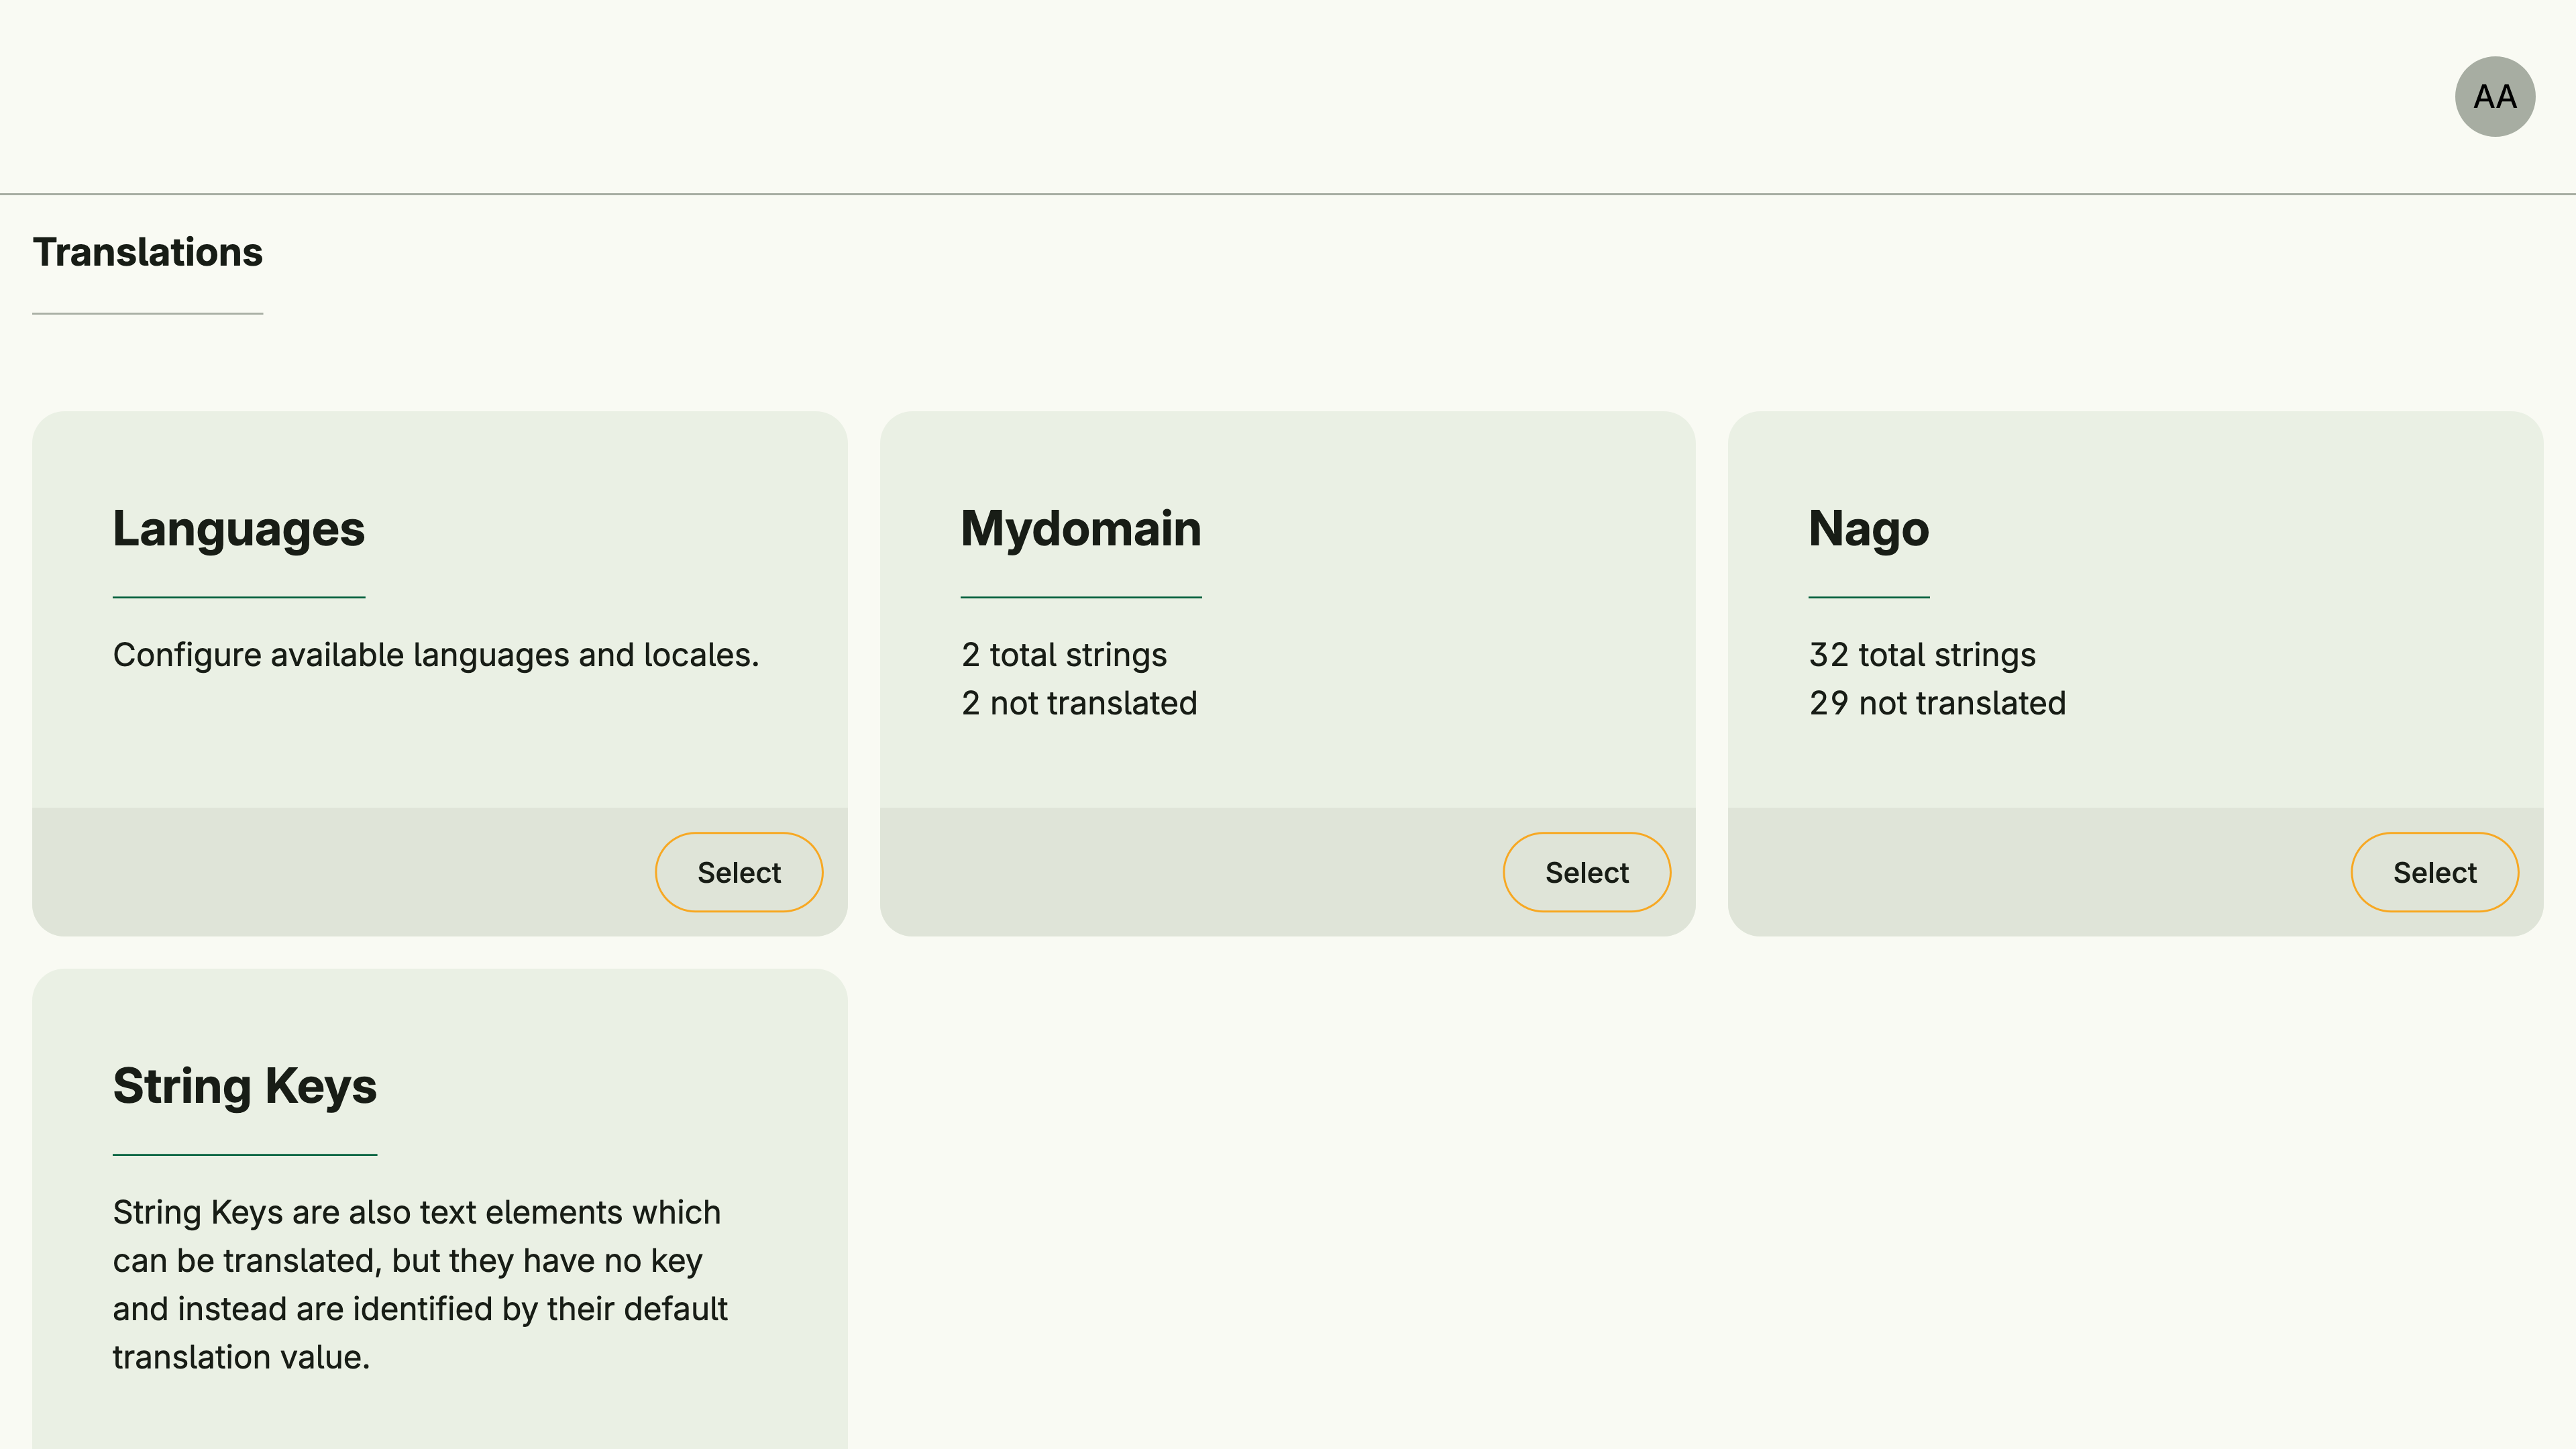 AA
Translations
Languages
Configure available languages and locales.
Select
Mydomain
2 total strings
2 not translated
Select
Nago
32 total strings
29 not translated
Select
String Keys
String Keys are also text elements which
can be translated, but they have no key
and instead are identified by their default
translation value.